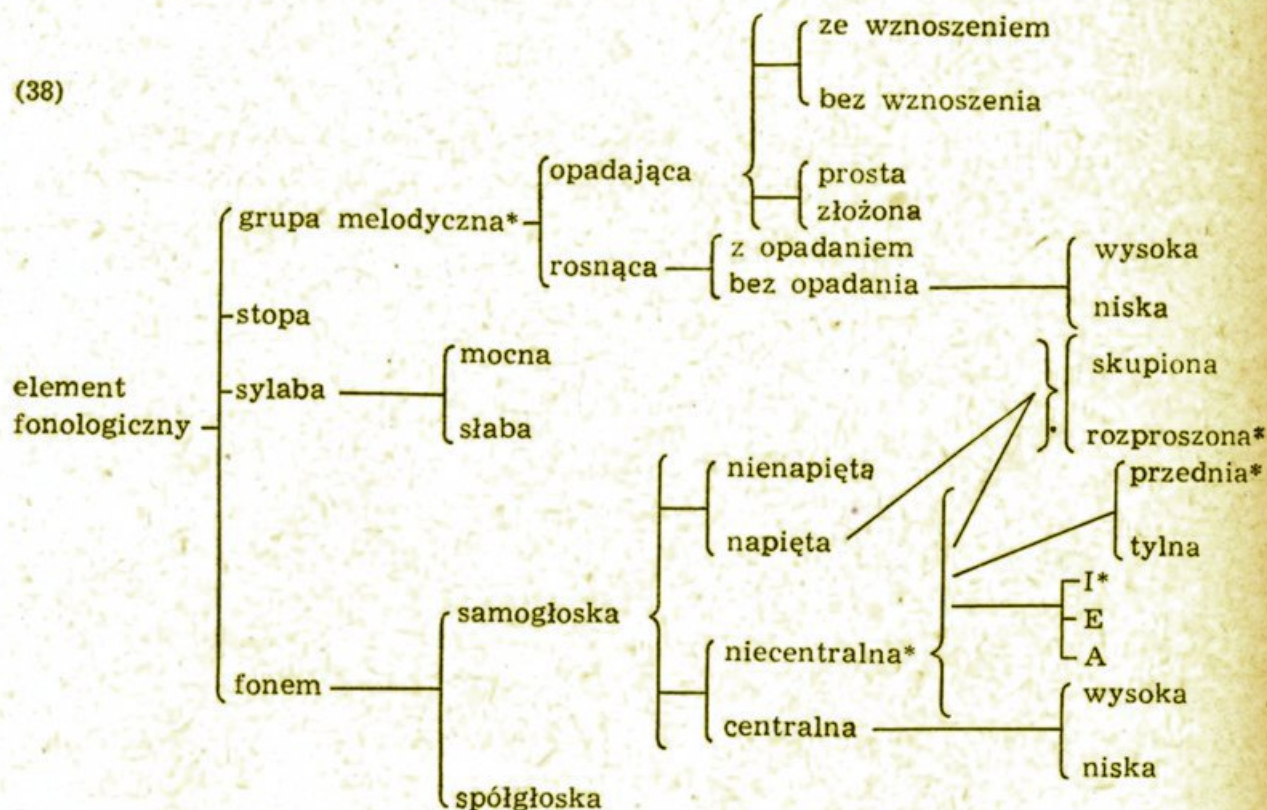 (38)
ze wznoszeniem
bez wznoszenia
opadająca
prosta
złożona
grupa melodyczna*
z opadaniem
rosnąca
bez opadania
wysoka
niska
stopa
mocna
element
fonologiczny
sylaba
słaba
skupiona
rozproszona*
nienapięta
przednia*
napięta
tylna
samogłoska
I*
E
A
niecentralna*
fonem
wysoka
centralna
niska
spółgłoska